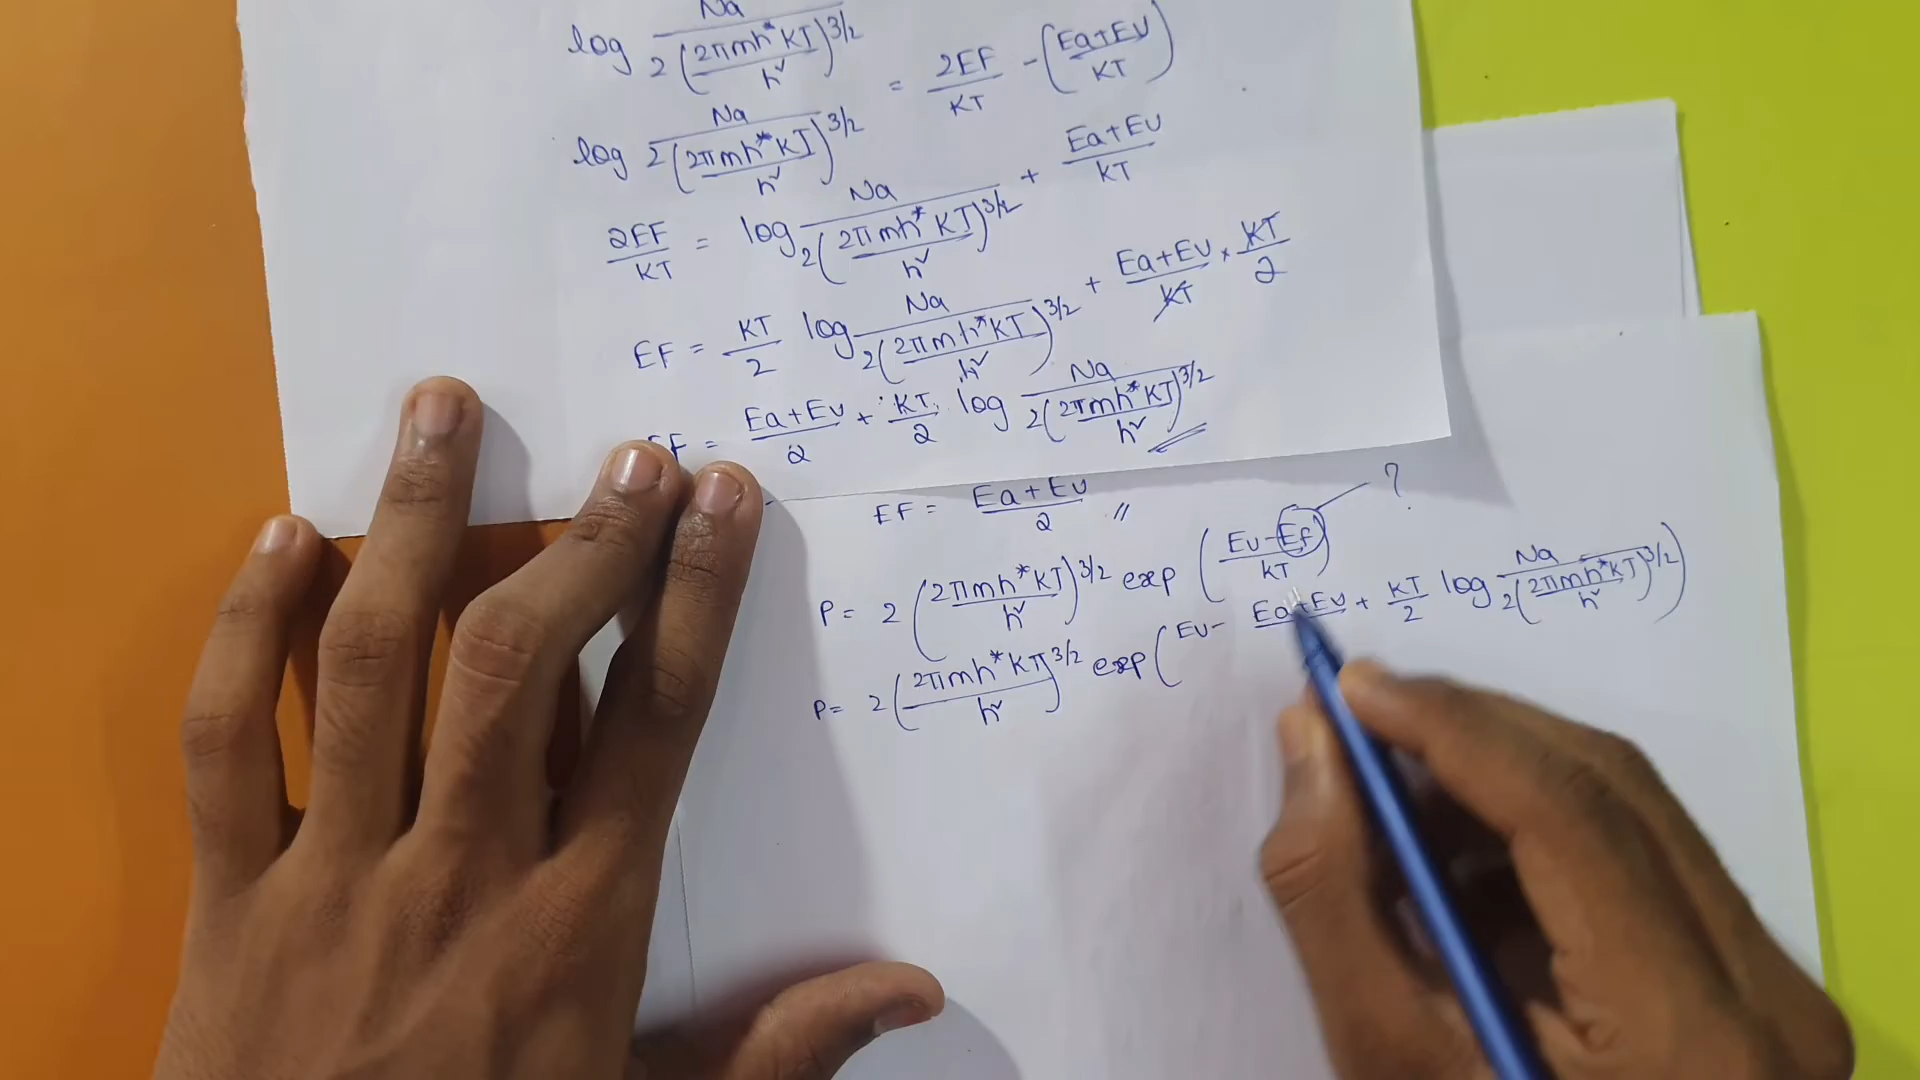 log Na / 2(2πmh*KT / h²)^3/2 = 2EF / KT - (Ea+Ev / KT)
log Na / 2(2πmh*KT / h²)^3/2 + Ea+Ev / KT
2EF / KT = log Na / 2(2πmh*KT / h²)^3/2
EF = KT / 2 log Na / 2(2πmh*KT / h²)^3/2 + Ea+Ev / KT × KT / 2
EF = Ea+Ev / 2 + KT / 2 log Na / 2(2πmh*KT / h²)^3/2
EF = Ea+Ev / 2 //
P = 2(2πmh*KT / h²)^3/2 exp (Ev-Ef / KT) ?
P = 2(2πmh*KT / h²)^3/2 exp (Ev- Ea+Ev + KT / 2 log Na / 2(2πmh*KT / h²)^3/2)